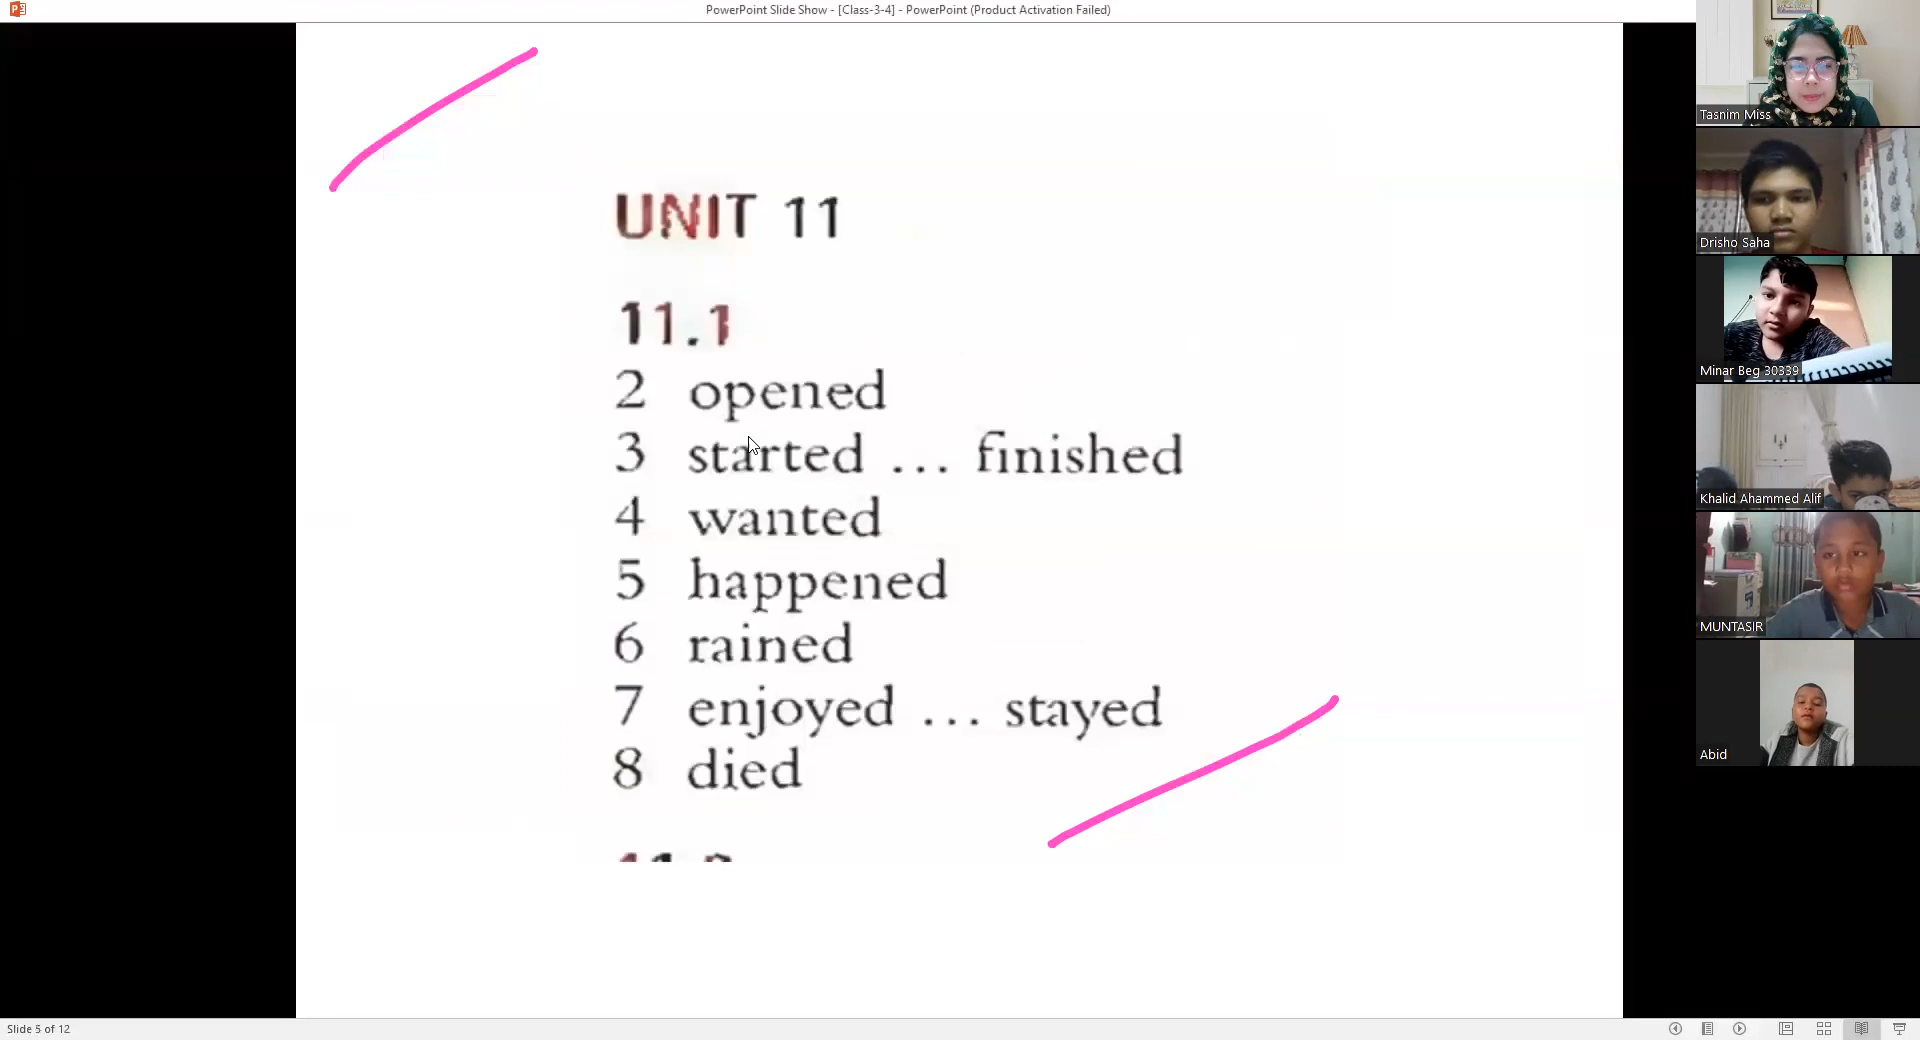 PowerPoint Slide Show - [Class-3-4] - PowerPoint (Product Activation Failed)
UNIT 11
11.1
2 opened
3 started ... finished
4 wanted
5 happened
6 rained
7 enjoyed ... stayed
8 died
Tasnim Miss
Drisho Saha
Minar Beg 30339
Khalid Ahammed Alif
MUNTASIR
Abid
Slide 5 of 12